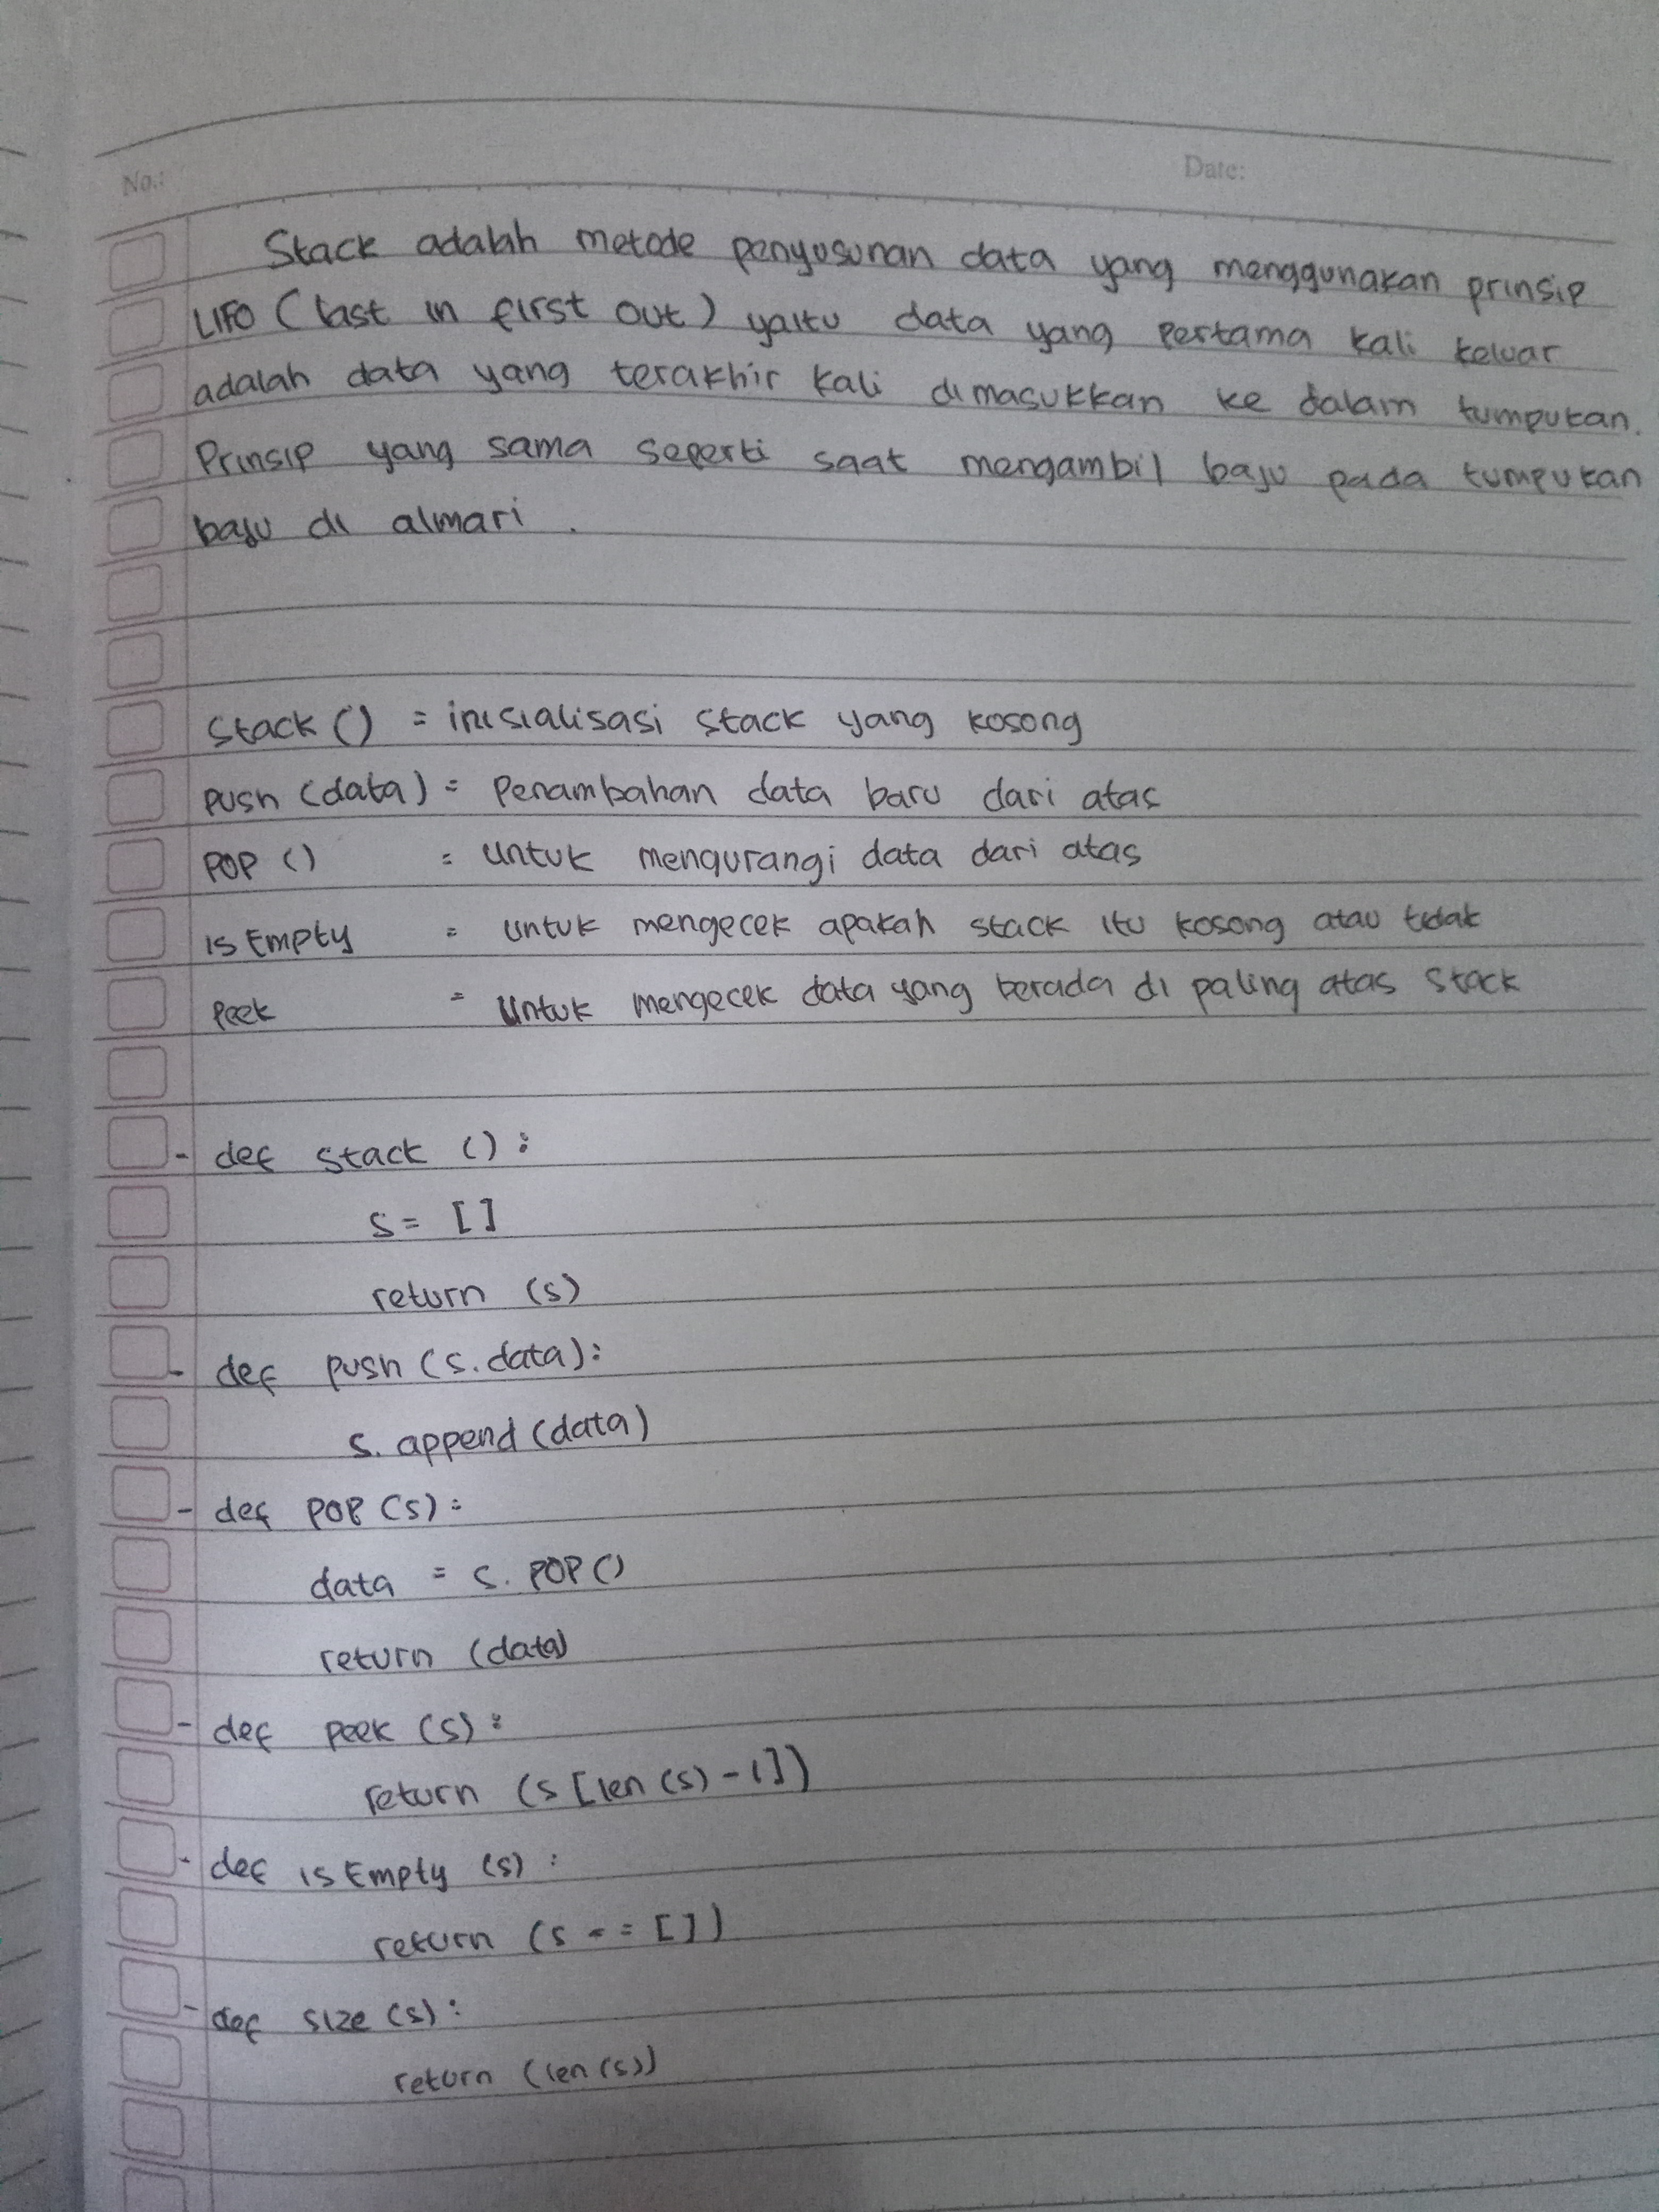 No.:
Date:
Stack adalah metode penyusunan data yang menggunakan prinsip
LIFO (last in first out) yaitu data yang pertama kali keluar
adalah data yang terakhir kali dimasukkan ke dalam tumpukan.
Prinsip yang sama seperti saat mengambil baju pada tumpukan
baju di almari .
Stack () = inisialisasi stack yang kosong
push (data) = Penambahan data baru dari atas
POP () = untuk mengurangi data dari atas
is Empty = untuk mengecek apakah stack itu kosong atau tidak
Peek = Untuk mengecek data yang berada di paling atas stack
- def stack () :
s = []
return (s)
- def push (s.data):
s. append (data)
- def POP (s) :
data = s. POP ()
return (data)
- def peek (s) :
return (s [len (s) - 1])
- def is Empty (s) :
return (s == [])
- def size (s) :
return (len (s))